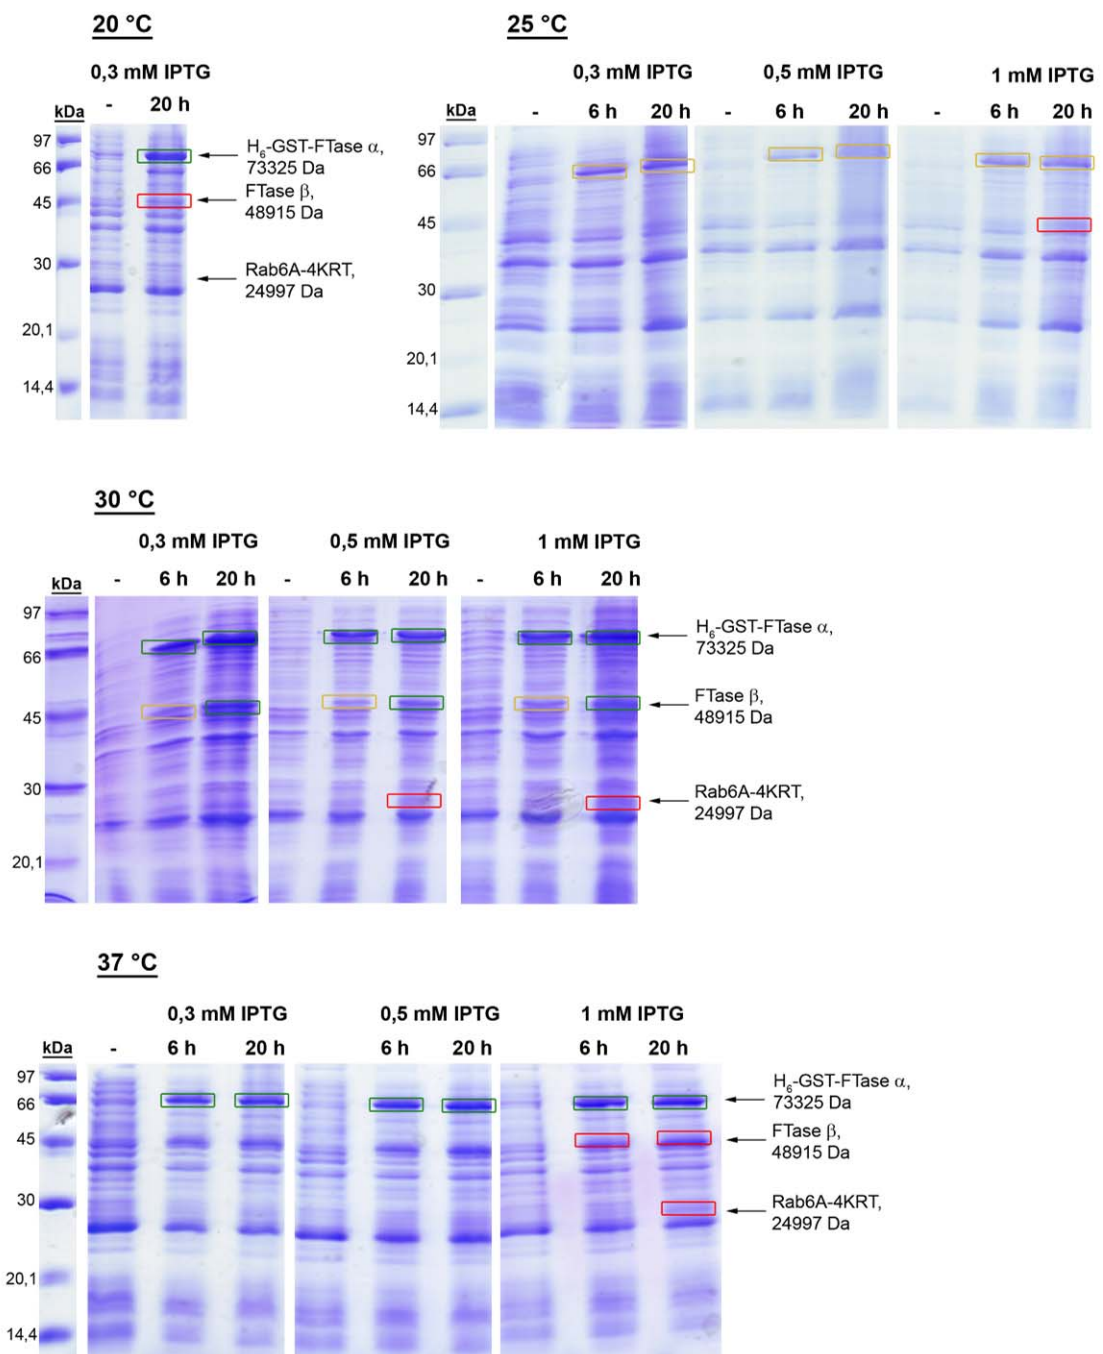 20 °C
0,3 mM IPTG
kDa - 20 h
97
66
45
30
20,1
14,4
H6-GST-FTase α,
73325 Da
FTase β,
48915 Da
Rab6A-4KRT,
24997 Da
25 °C
0,3 mM IPTG 0,5 mM IPTG 1 mM IPTG
kDa - 6 h 20 h - 6 h 20 h - 6 h 20 h
97
66
45
30
20,1
14,4
30 °C
0,3 mM IPTG 0,5 mM IPTG 1 mM IPTG
kDa - 6 h 20 h - 6 h 20 h - 6 h 20 h
97
66
45
30
20,1
H6-GST-FTase α,
73325 Da
FTase β,
48915 Da
Rab6A-4KRT,
24997 Da
37 °C
0,3 mM IPTG 0,5 mM IPTG 1 mM IPTG
kDa - 6 h 20 h 6 h 20 h 6 h 20 h
97
66
45
30
20,1
14,4
H6-GST-FTase α,
73325 Da
FTase β,
48915 Da
Rab6A-4KRT,
24997 Da